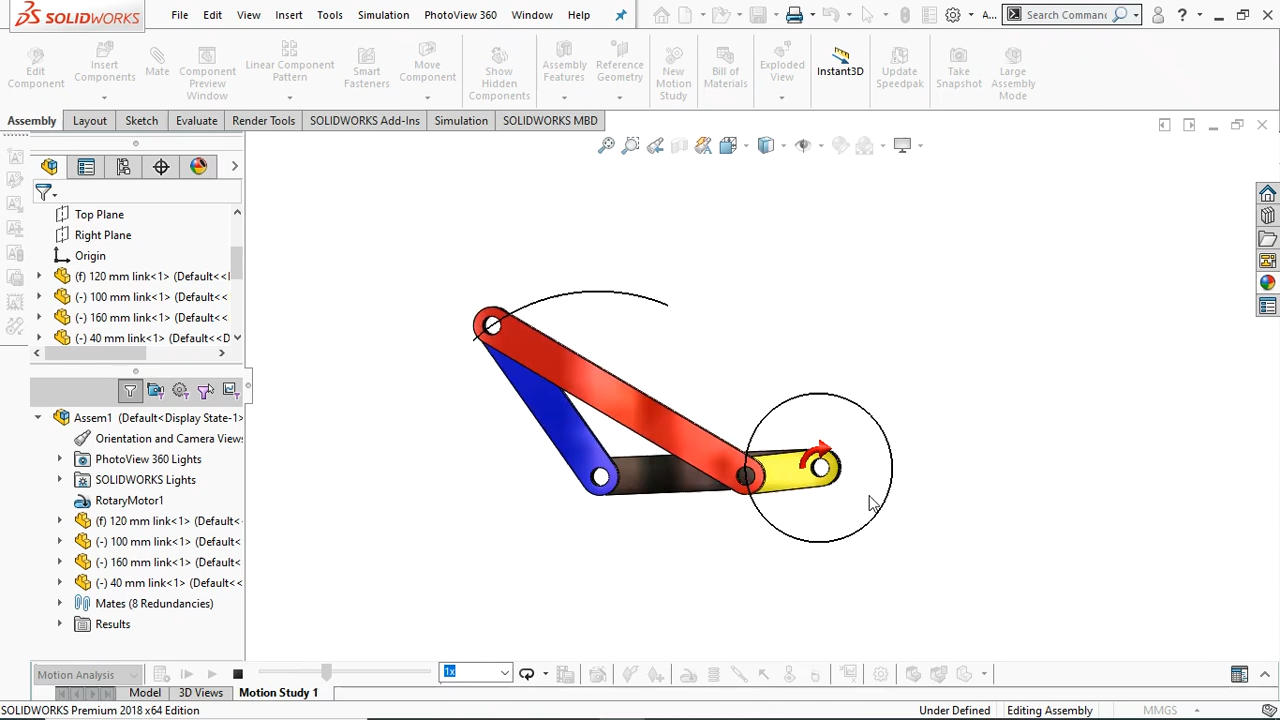 SOLIDWORKS File Edit View Insert Tools Simulation PhotoView 360 Window Help A... Search Comman ?
Edit Component
Insert Components
Mate
Component Preview Window
Linear Component Pattern
Smart Fasteners
Move Component
Show Hidden Components
Assembly Features
Reference Geometry
New Motion Study
Bill of Materials
Exploded View
Instant3D
Update Speedpak
Take Snapshot
Large Assembly Mode
Assembly Layout Sketch Evaluate Render Tools SOLIDWORKS Add-Ins Simulation SOLIDWORKS MBD
Top Plane
Right Plane
Origin
(f) 120 mm link<1> (Default<<
(-) 100 mm link<1> (Default<<
(-) 160 mm link<1> (Default<<
(-) 40 mm link<1> (Default<<D
Assem1 (Default<Display State-1>
Orientation and Camera Views
PhotoView 360 Lights
SOLIDWORKS Lights
RotaryMotor1
(f) 120 mm link<1> (Default<<
(-) 100 mm link<1> (Default<<
(-) 160 mm link<1> (Default<<
(-) 40 mm link<1> (Default<<
Mates (8 Redundancies)
Results
Motion Analysis 1x
Model 3D Views Motion Study 1
SOLIDWORKS Premium 2018 x64 Edition Under Defined Editing Assembly MMGS